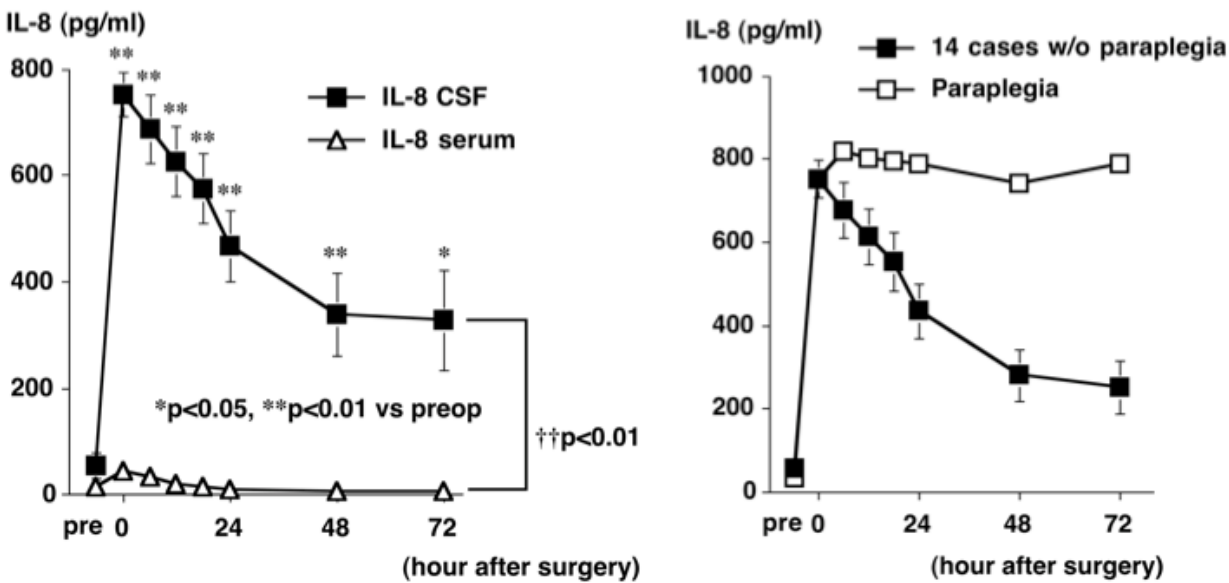 IL-8 (pg/ml)
800
600
400
200
0
** ** ** ** ** ** *
IL-8 CSF
IL-8 serum
*p<0.05, **p<0.01 vs preop
††p<0.01
pre 0 24 48 72
(hour after surgery)
IL-8 (pg/ml)
14 cases w/o paraplegia
Paraplegia
1000
800
600
400
200
0
pre 0 24 48 72
(hour after surgery)